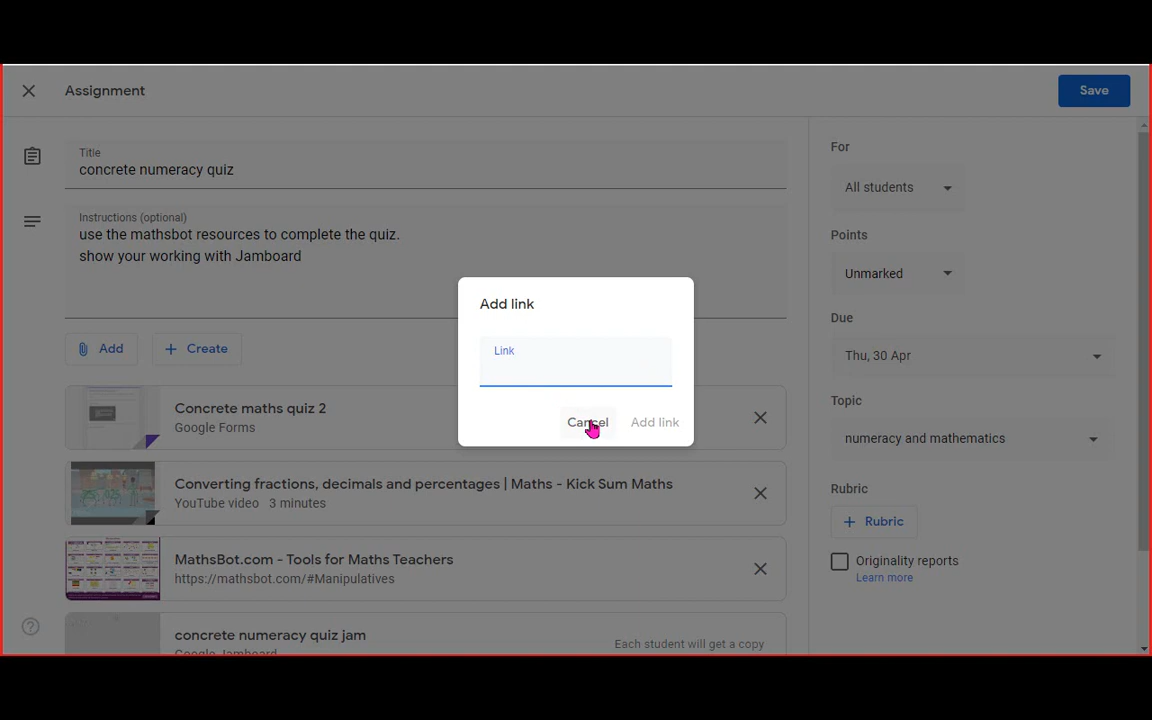 Assignment
Save
Title
concrete numeracy quiz
Instructions (optional)
use the mathsbot resources to complete the quiz.
show your working with Jamboard
Add
Create
Concrete maths quiz 2
Google Forms
Converting fractions, decimals and percentages | Maths - Kick Sum Maths
YouTube video 3 minutes
MathsBot.com - Tools for Maths Teachers
https://mathsbot.com/#Manipulatives
concrete numeracy quiz jam
Google Jamboard
Each student will get a copy
Add link
Link
Cancel
Add link
For
All students
Points
Unmarked
Due
Thu, 30 Apr
Topic
numeracy and mathematics
Rubric
Rubric
Originality reports
Learn more